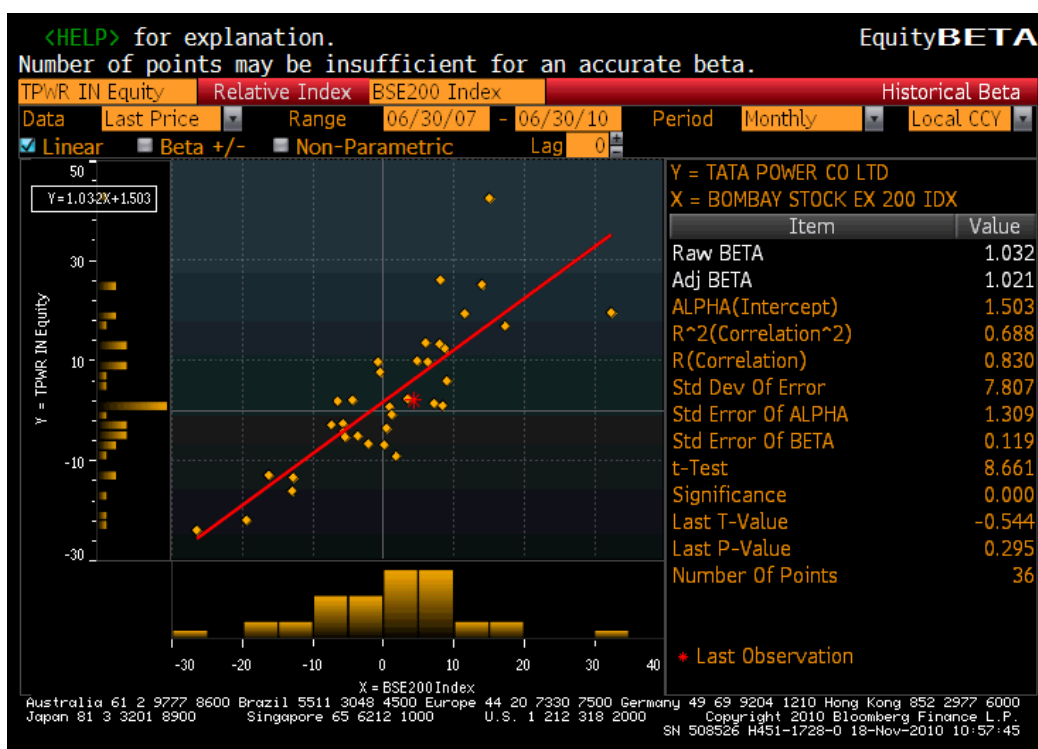 <HELP> for explanation. EquityBETA
Number of points may be insufficient for an accurate beta.
TPWR IN Equity Relative Index BSE200 Index Historical Beta
Data Last Price Range 06/30/07 - 06/30/10 Period Monthly Local CCY
Linear Beta +/- Non-Parametric Lag 0
Y = TATA POWER CO LTD
X = BOMBAY STOCK EX 200 IDX
Item Value
Raw BETA 1.032
Adj BETA 1.021
ALPHA(Intercept) 1.503
R^2(Correlation^2) 0.688
R(Correlation) 0.830
Std Dev Of Error 7.807
Std Error Of ALPHA 1.309
Std Error Of BETA 0.119
t-Test 8.661
Significance 0.000
Last T-Value -0.544
Last P-Value 0.295
Number Of Points 36
* Last Observation
50
Y=1.032X+1.503
30
10
-10
-30
Y = TPWR IN Equity
-30 -20 -10 0 10 20 30 40
X = BSE200 Index
Australia 61 2 9777 8600 Brazil 5511 3048 4500 Europe 44 20 7330 7500 Germany 49 69 9204 1210 Hong Kong 852 2977 6000
Japan 81 3 3201 8900 Singapore 65 6212 1000 U.S. 1 212 318 2000 Copyright 2010 Bloomberg Finance L.P.
SN 508526 H451-1728-0 18-Nov-2010 10:57:45